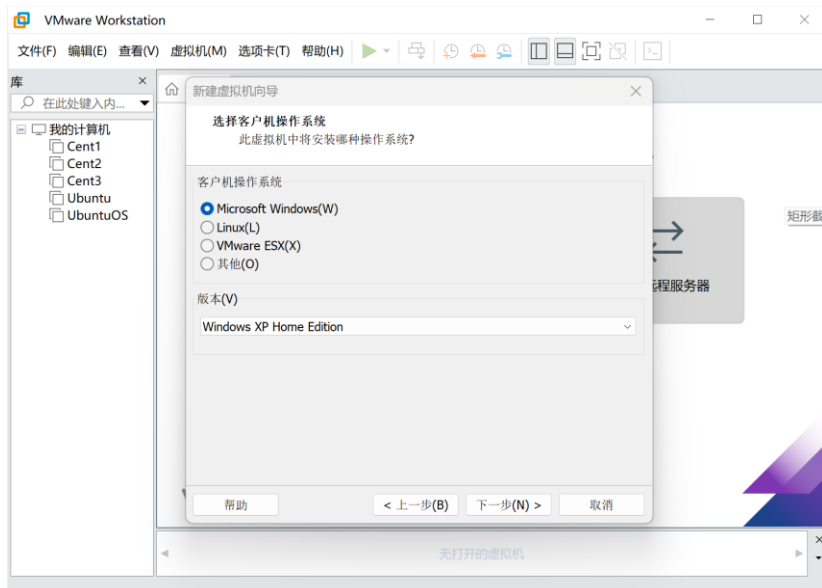 VMware Workstation
文件(F) 编辑(E) 查看(V) 虚拟机(M) 选项卡(T) 帮助(H)
库
在此处键入内...
我的计算机
Cent1
Cent2
Cent3
Ubuntu
UbuntuOS
新建虚拟机向导
选择客户机操作系统
此虚拟机中将安装哪种操作系统?
客户机操作系统
Microsoft Windows(W)
Linux(L)
VMware ESX(X)
其他(O)
版本(V)
Windows XP Home Edition
帮助 < 上一步(B) 下一步(N) > 取消
程服务器
矩形截
无打开的虚拟机